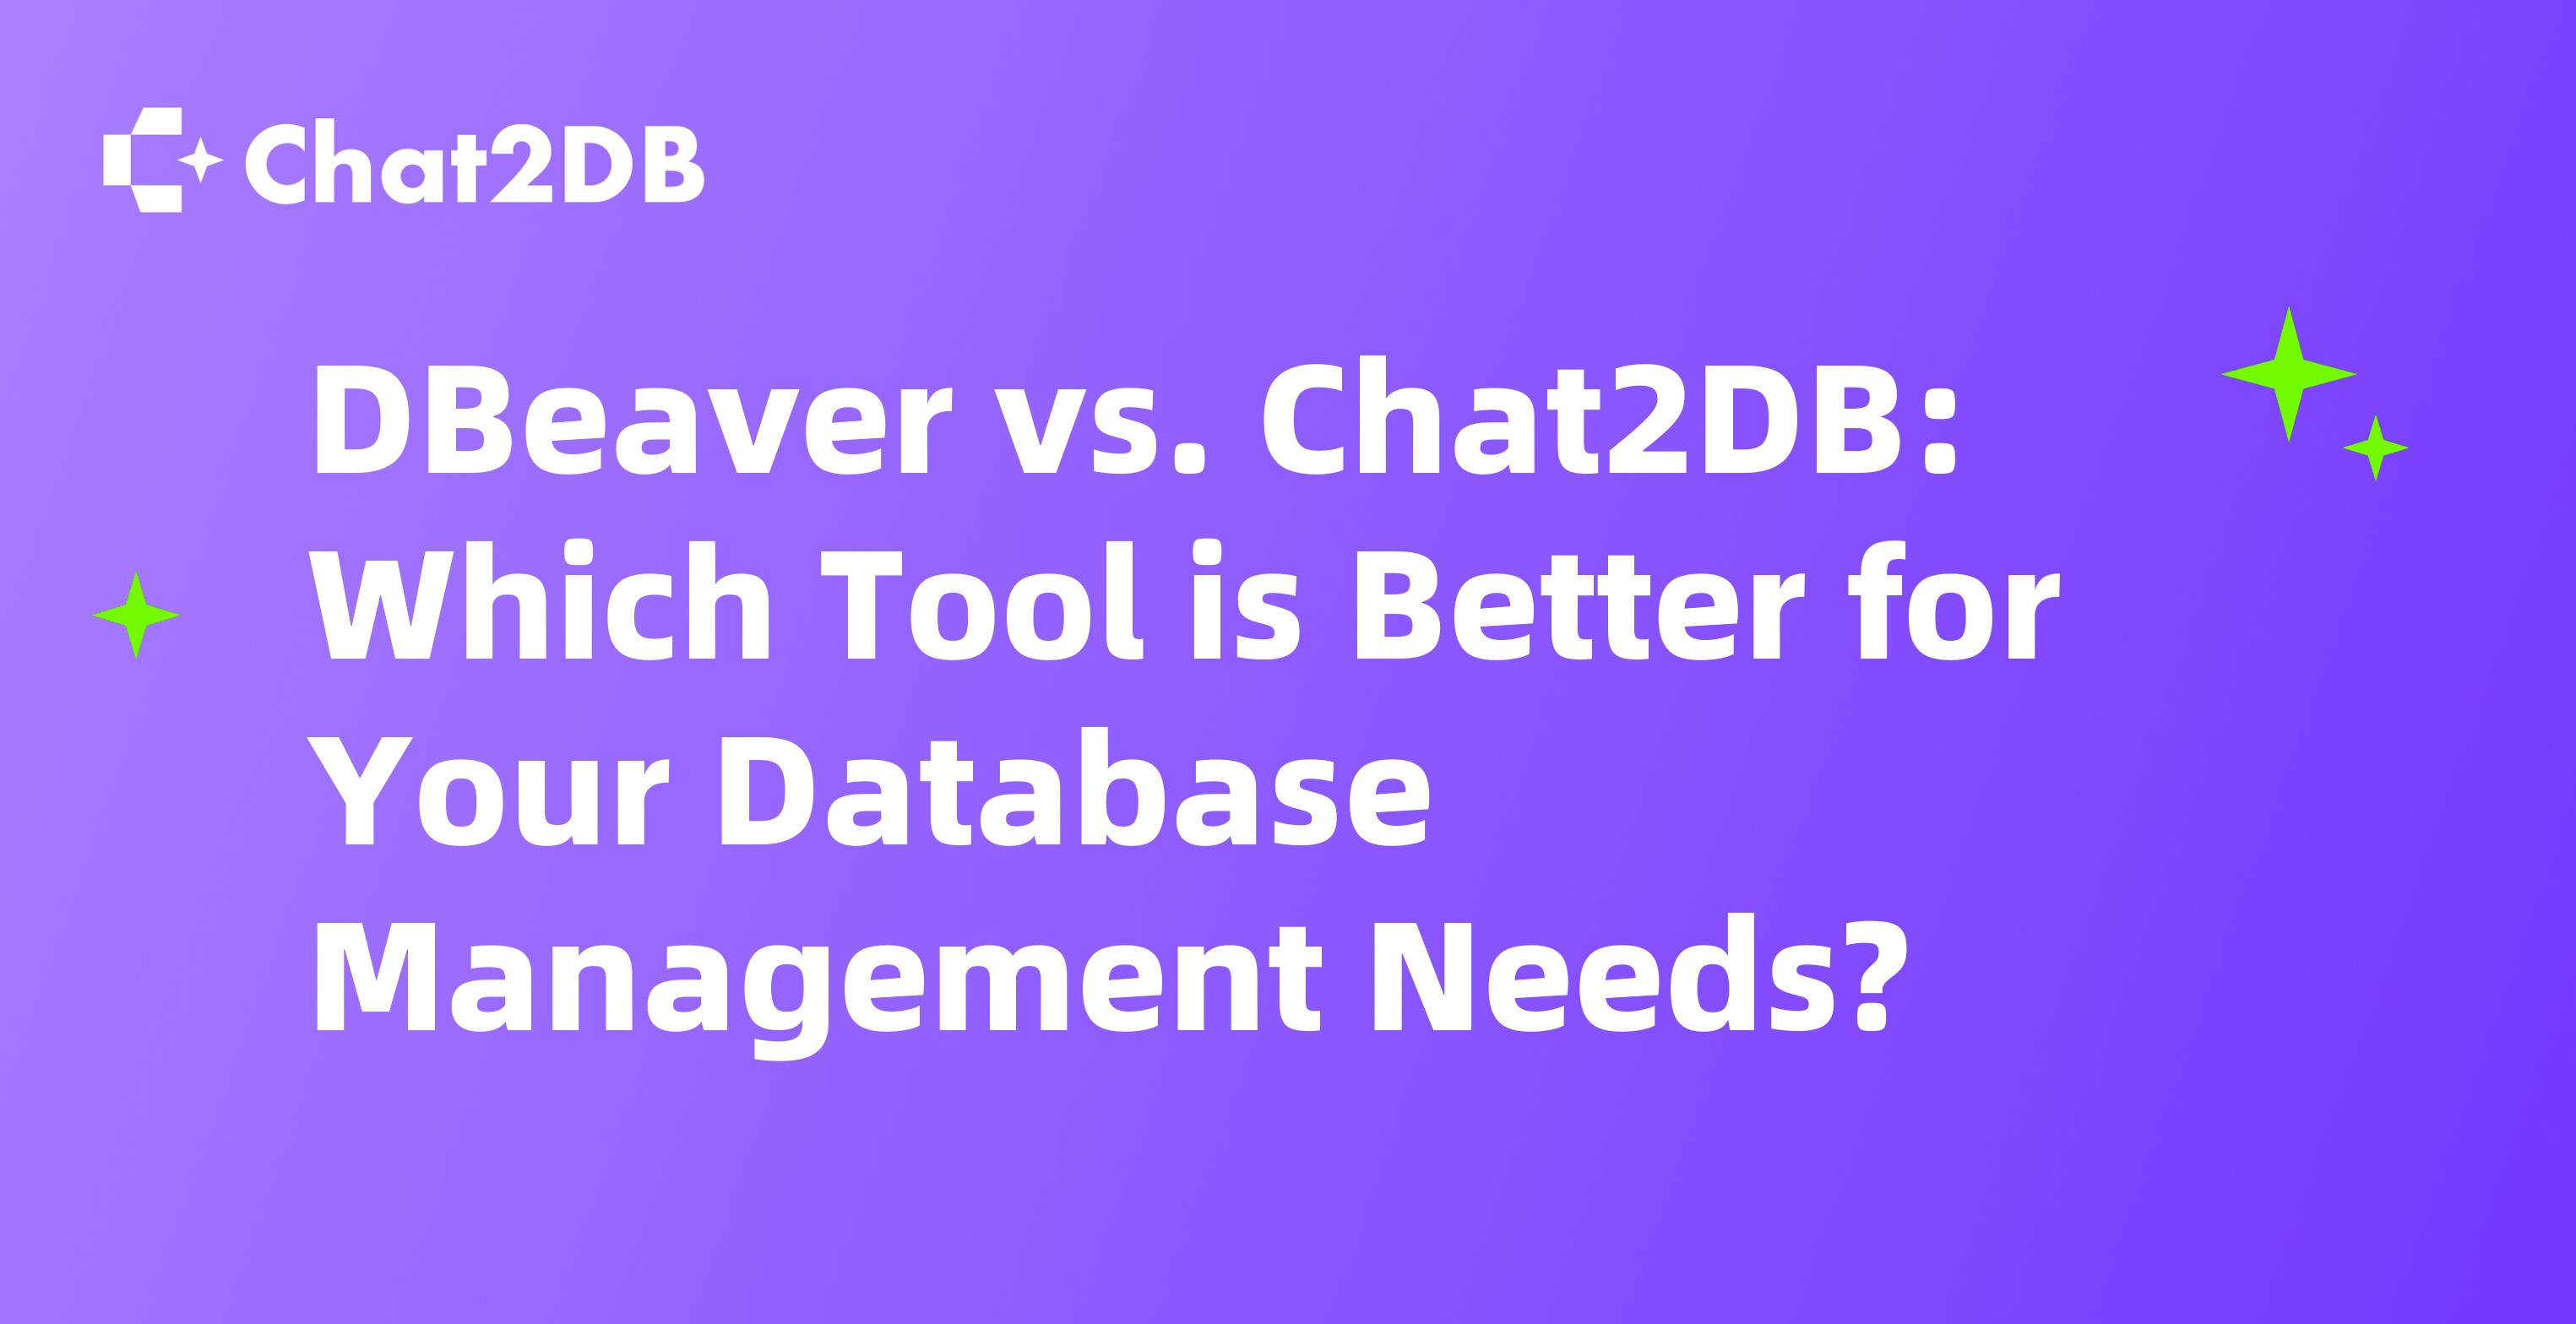 Chat2DB
DBeaver vs. Chat2DB:
Which Tool is Better for
Your Database
Management Needs?